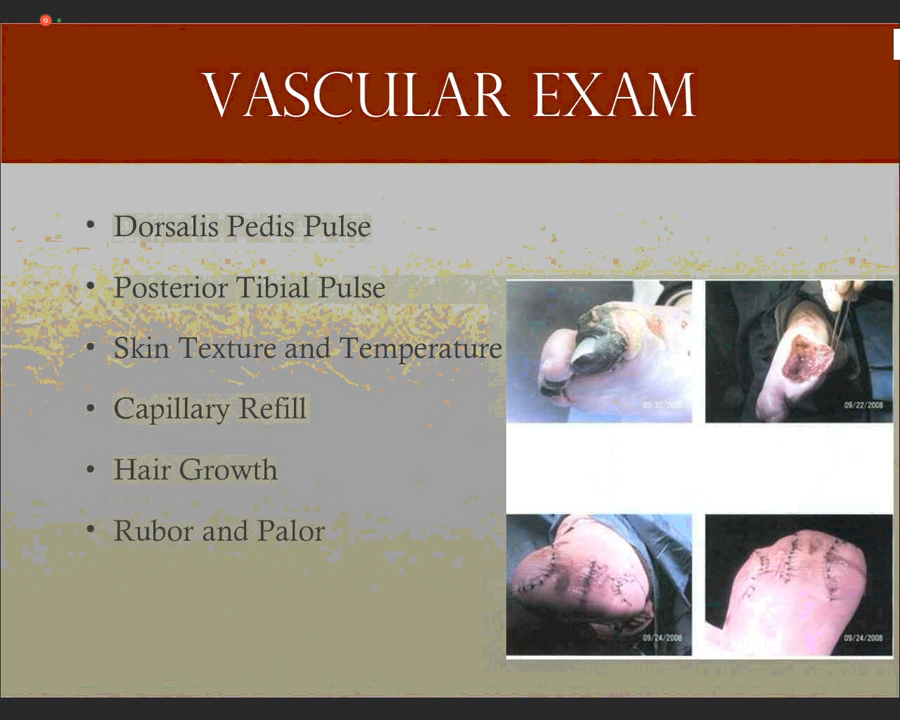 VASCULAR EXAM
• Dorsalis Pedis Pulse
• Posterior Tibial Pulse
• Skin Texture and Temperature
• Capillary Refill
• Hair Growth
• Rubor and Palor
09/22/2008
09/22/2008
09/24/2008
09/24/2008